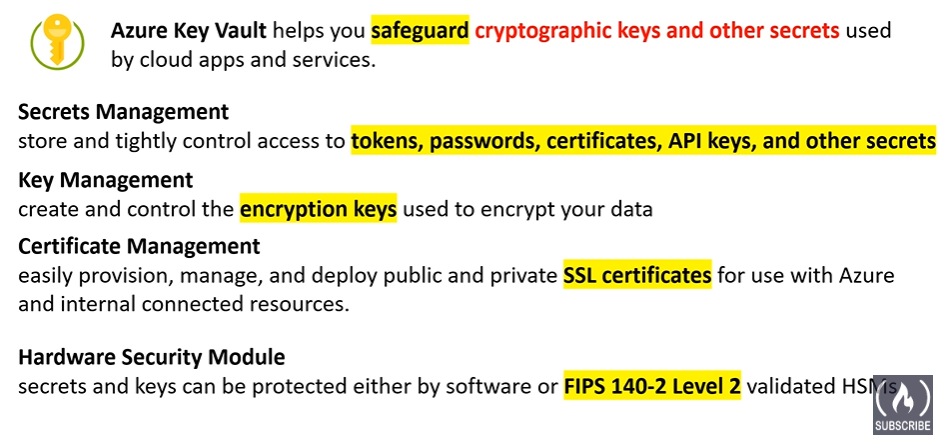 Azure Key Vault helps you safeguard cryptographic keys and other secrets used
by cloud apps and services.
Secrets Management
store and tightly control access to tokens, passwords, certificates, API keys, and other secrets
Key Management
create and control the encryption keys used to encrypt your data
Certificate Management
easily provision, manage, and deploy public and private SSL certificates for use with Azure
and internal connected resources.
Hardware Security Module
secrets and keys can be protected either by software or FIPS 140-2 Level 2 validated HSMs
SUBSCRIBE